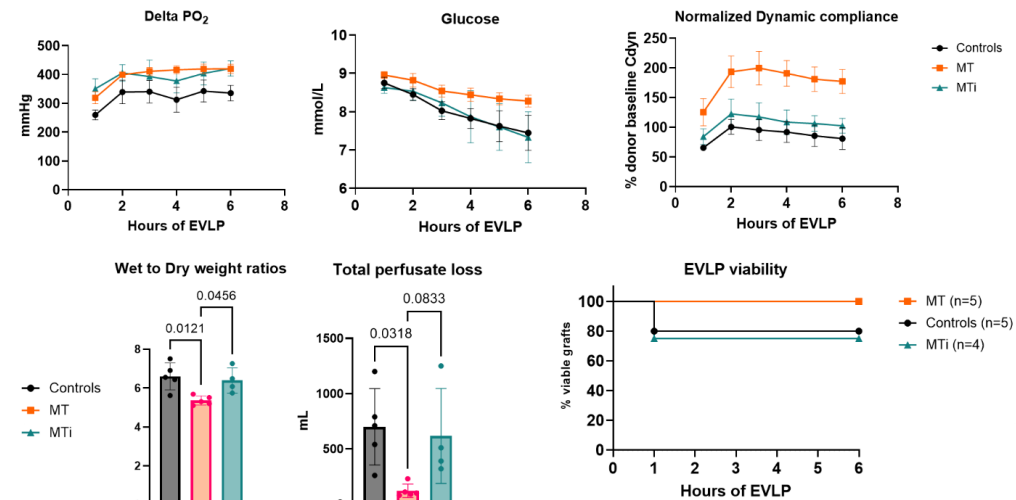 Delta PO2
500
400
300
200
100
0
mmHg
0 2 4 6 8
Hours of EVLP
Glucose
10
9
8
7
6
mmol/L
0 2 4 6 8
Hours of EVLP
Normalized Dynamic compliance
250
200
150
100
50
0
% donor baseline Cdyn
0 2 4 6 8
Hours of EVLP
Controls
MT
MTi
Wet to Dry weight ratios
0.0456
0.0121
8
6
4
2
Controls
MT
MTi
Total perfusate loss
0.0833
0.0318
1500
1000
500
mL
EVLP viability
100
80
60
40
20
0
% viable grafts
0 1 2 3 4 5 6
Hours of EVLP
MT (n=5)
Controls (n=5)
MTi (n=4)